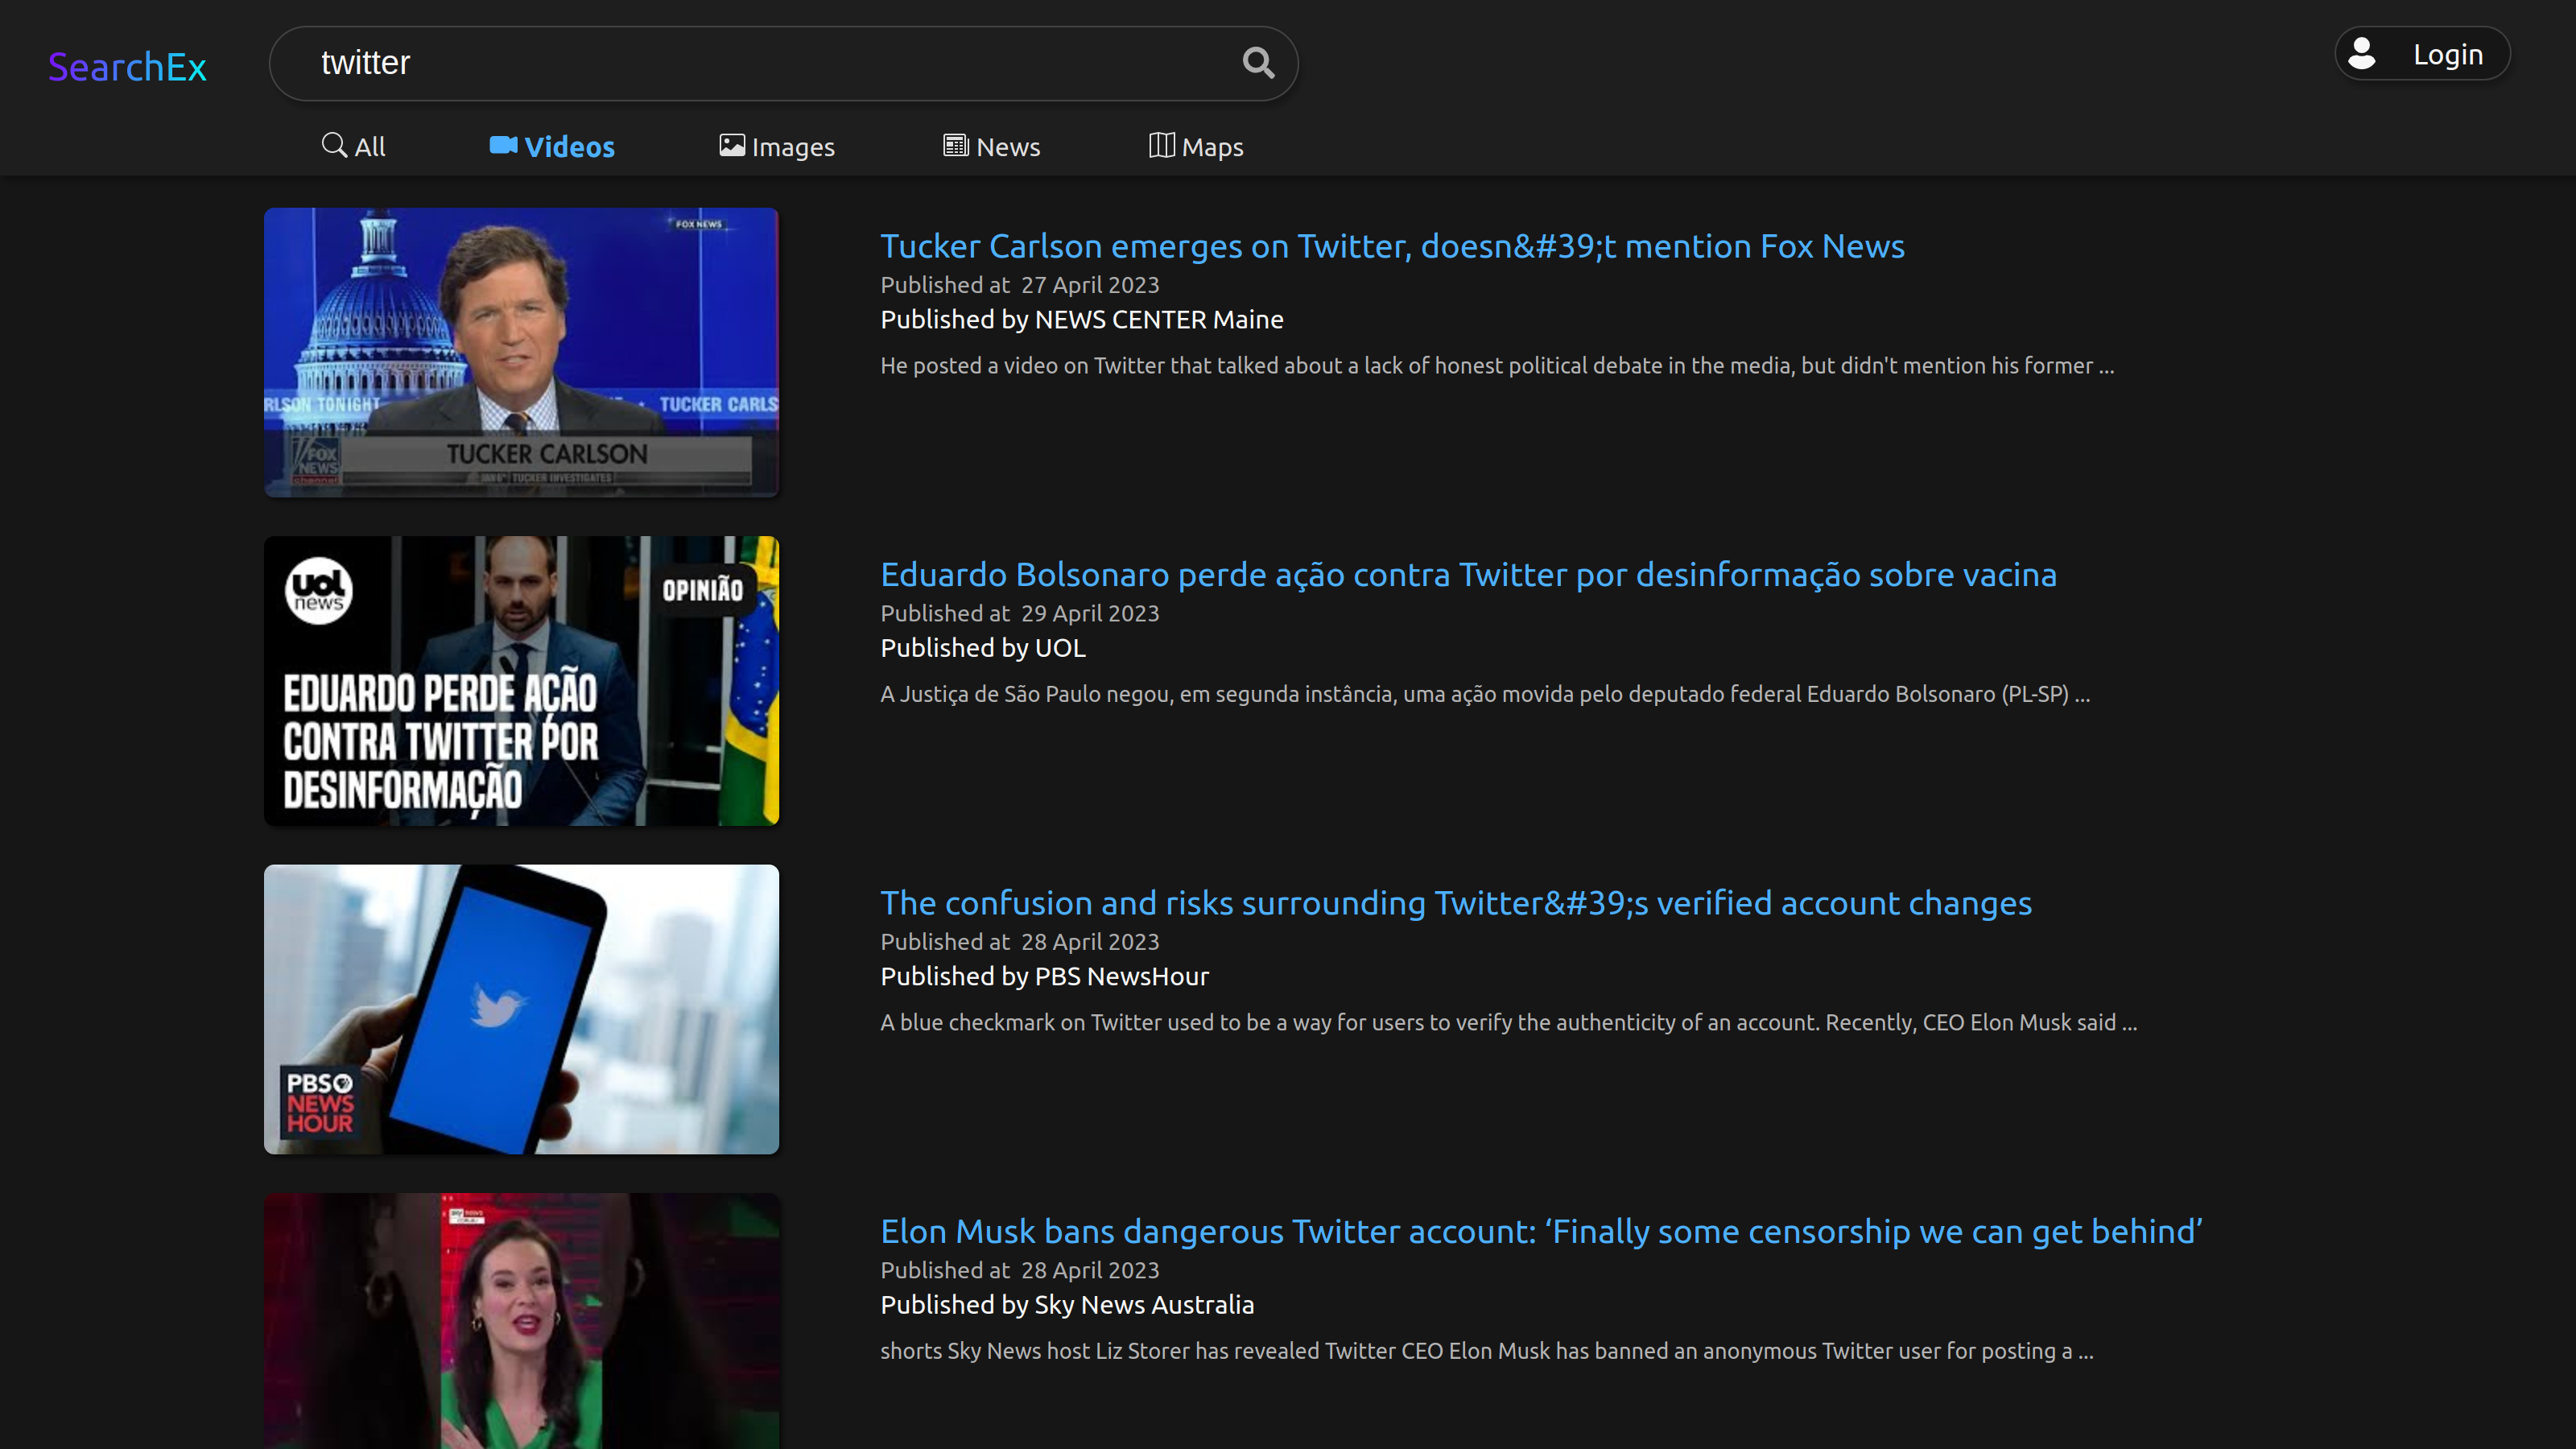 SearchEx
twitter
Login
All
Videos
Images
News
Maps
FOX NEWS
RLSON TONIGHT
TUCKER CARLS
FOX
NEWS
channel
TUCKER CARLSON
TUCKER INVESTIGATES
Tucker Carlson emerges on Twitter, doesn&#39;t mention Fox News
Published at 27 April 2023
Published by NEWS CENTER Maine
He posted a video on Twitter that talked about a lack of honest political debate in the media, but didn't mention his former ...
uol
news
OPINIÃO
EDUARDO PERDE AÇÃO
CONTRA TWITTER POR
DESINFORMAÇÃO
Eduardo Bolsonaro perde ação contra Twitter por desinformação sobre vacina
Published at 29 April 2023
Published by UOL
A Justiça de São Paulo negou, em segunda instância, uma ação movida pelo deputado federal Eduardo Bolsonaro (PL-SP) ...
PBS
NEWS
HOUR
The confusion and risks surrounding Twitter&#39;s verified account changes
Published at 28 April 2023
Published by PBS NewsHour
A blue checkmark on Twitter used to be a way for users to verify the authenticity of an account. Recently, CEO Elon Musk said ...
sky news
Elon Musk bans dangerous Twitter account: ‘Finally some censorship we can get behind’
Published at 28 April 2023
Published by Sky News Australia
shorts Sky News host Liz Storer has revealed Twitter CEO Elon Musk has banned an anonymous Twitter user for posting a ...